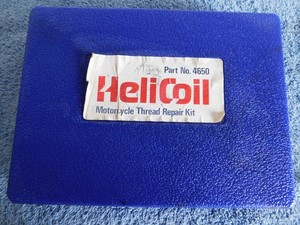 Part No. 4650
HeliCoil
Motorcycle Thread Repair Kit